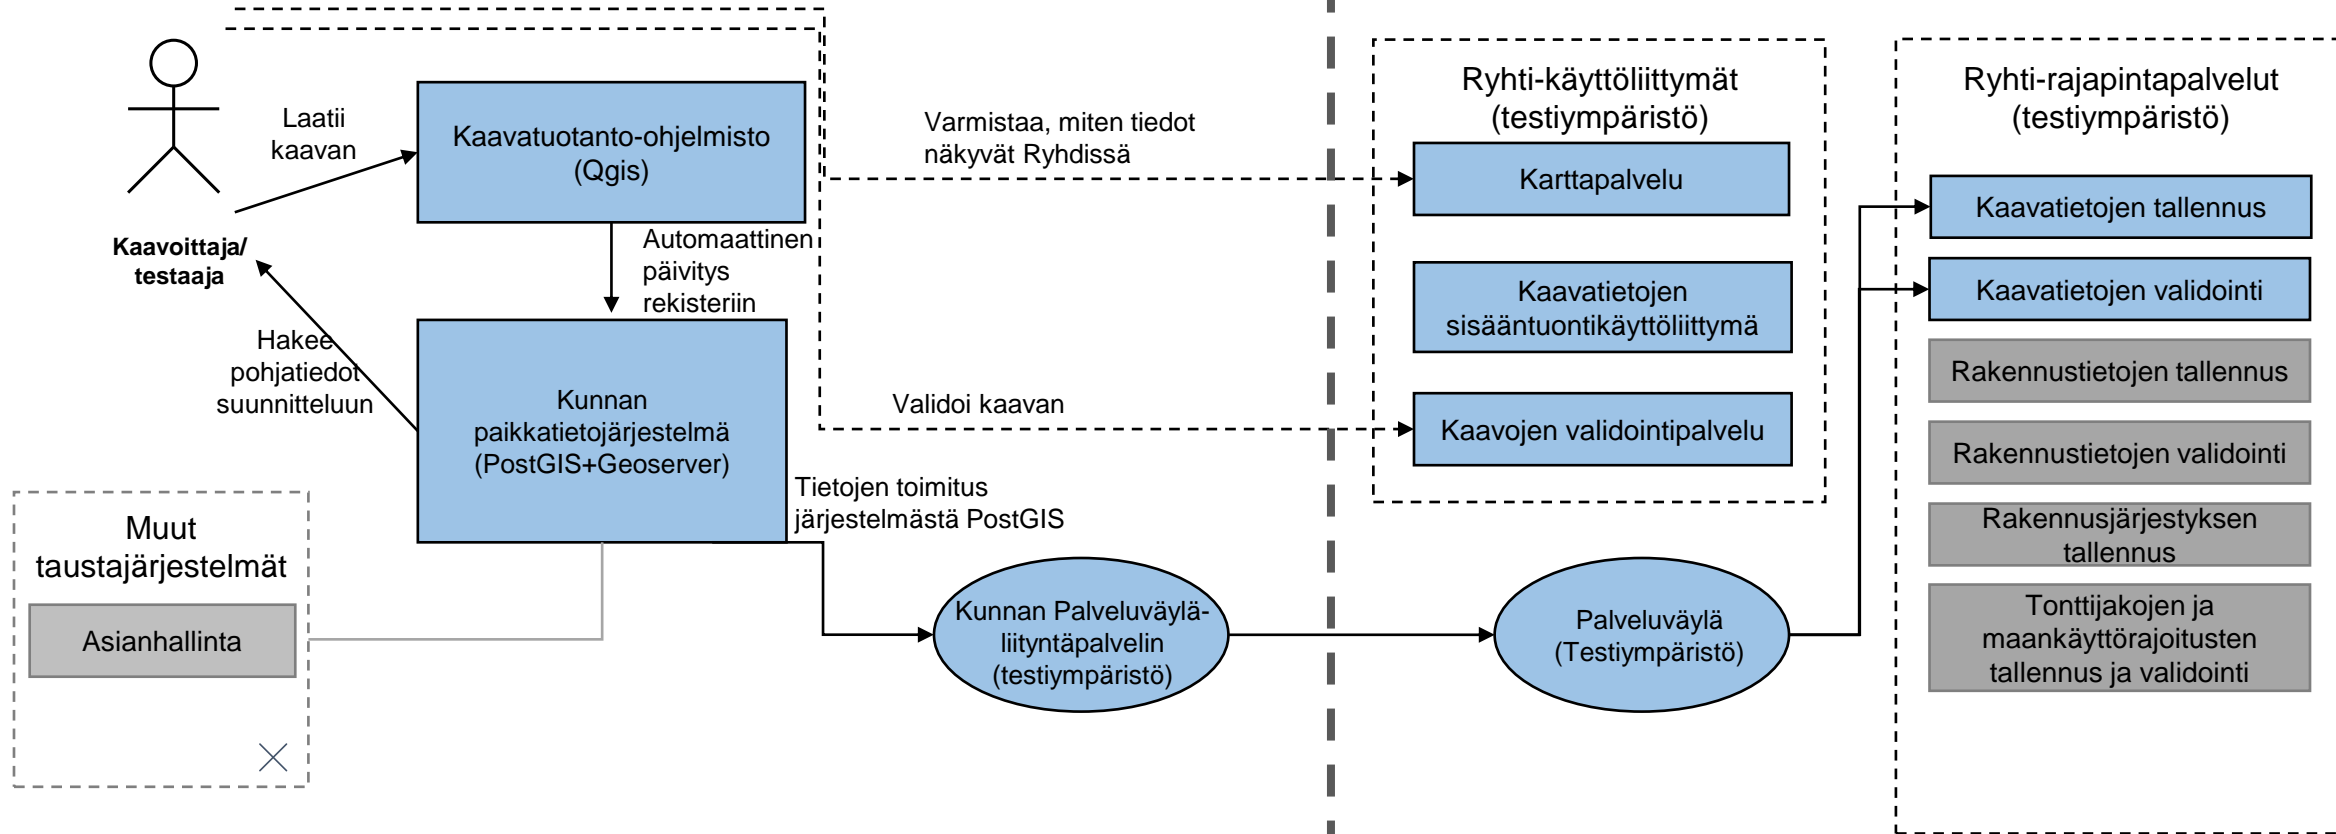 Laatii
kaavan
Kaavoittaja/
testaaja
Kaavatuotanto-ohjelmisto
(Qgis)
Automaattinen
päivitys
rekisteriin
Hakee
pohjatiedot
suunnitteluun
Kunnan
paikkatietojärjestelmä
(PostGIS+Geoserver)
Muut
taustajärjestelmät
Asianhallinta
Tietojen toimitus
järjestelmästä PostGIS
Varmistaa, miten tiedot
näkyvät Ryhdissä
Validoi kaavan
Kunnan Palveluväylä-
liityntäpalvelin
(testiympäristö)
Palveluväylä
(Testiympäristö)
Ryhti-käyttöliittymät
(testiympäristö)
Karttapalvelu
Kaavatietojen
sisääntuontikäyttöliittymä
Kaavojen validointipalvelu
Ryhti-rajapintapalvelut
(testiympäristö)
Kaavatietojen tallennus
Kaavatietojen validointi
Rakennustietojen tallennus
Rakennustietojen validointi
Rakennusjärjestyksen
tallennus
Tonttijakojen ja
maankäyttörajoitusten
tallennus ja validointi